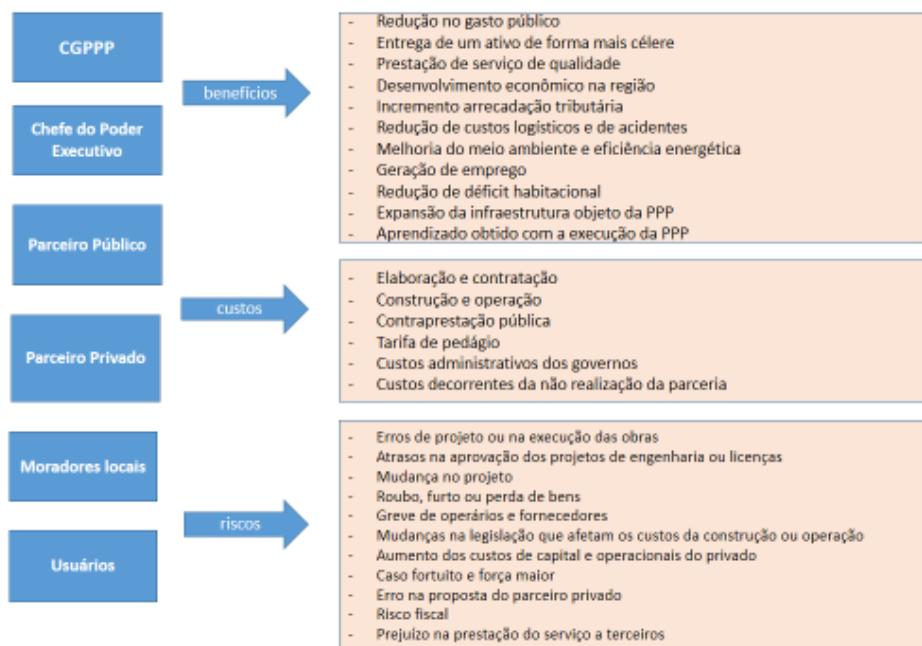 CGPPP
Chefe do Poder
Executivo
Parceiro Público
Parceiro Privado
Moradores locais
Usuários
benefícios
- Redução no gasto público
- Entrega de um ativo de forma mais célere
- Prestação de serviço de qualidade
- Desenvolvimento econômico na região
- Incremento arrecadação tributária
- Redução de custos logísticos e de acidentes
- Melhoria do meio ambiente e eficiência energética
- Geração de emprego
- Redução de déficit habitacional
- Expansão da infraestrutura objeto da PPP
- Aprendizado obtido com a execução da PPP
custos
- Elaboração e contratação
- Construção e operação
- Contraprestação pública
- Tarifa de pedágio
- Custos administrativos dos governos
- Custos decorrentes da não realização da parceria
riscos
- Erros de projeto ou na execução das obras
- Atrasos na aprovação dos projetos de engenharia ou licenças
- Mudança no projeto
- Roubo, furto ou perda de bens
- Greve de operários e fornecedores
- Mudanças na legislação que afetam os custos da construção ou operação
- Aumento dos custos de capital e operacionais do privado
- Caso fortuito e força maior
- Erro na proposta do parceiro privado
- Risco fiscal
- Prejuízo na prestação do serviço a terceiros